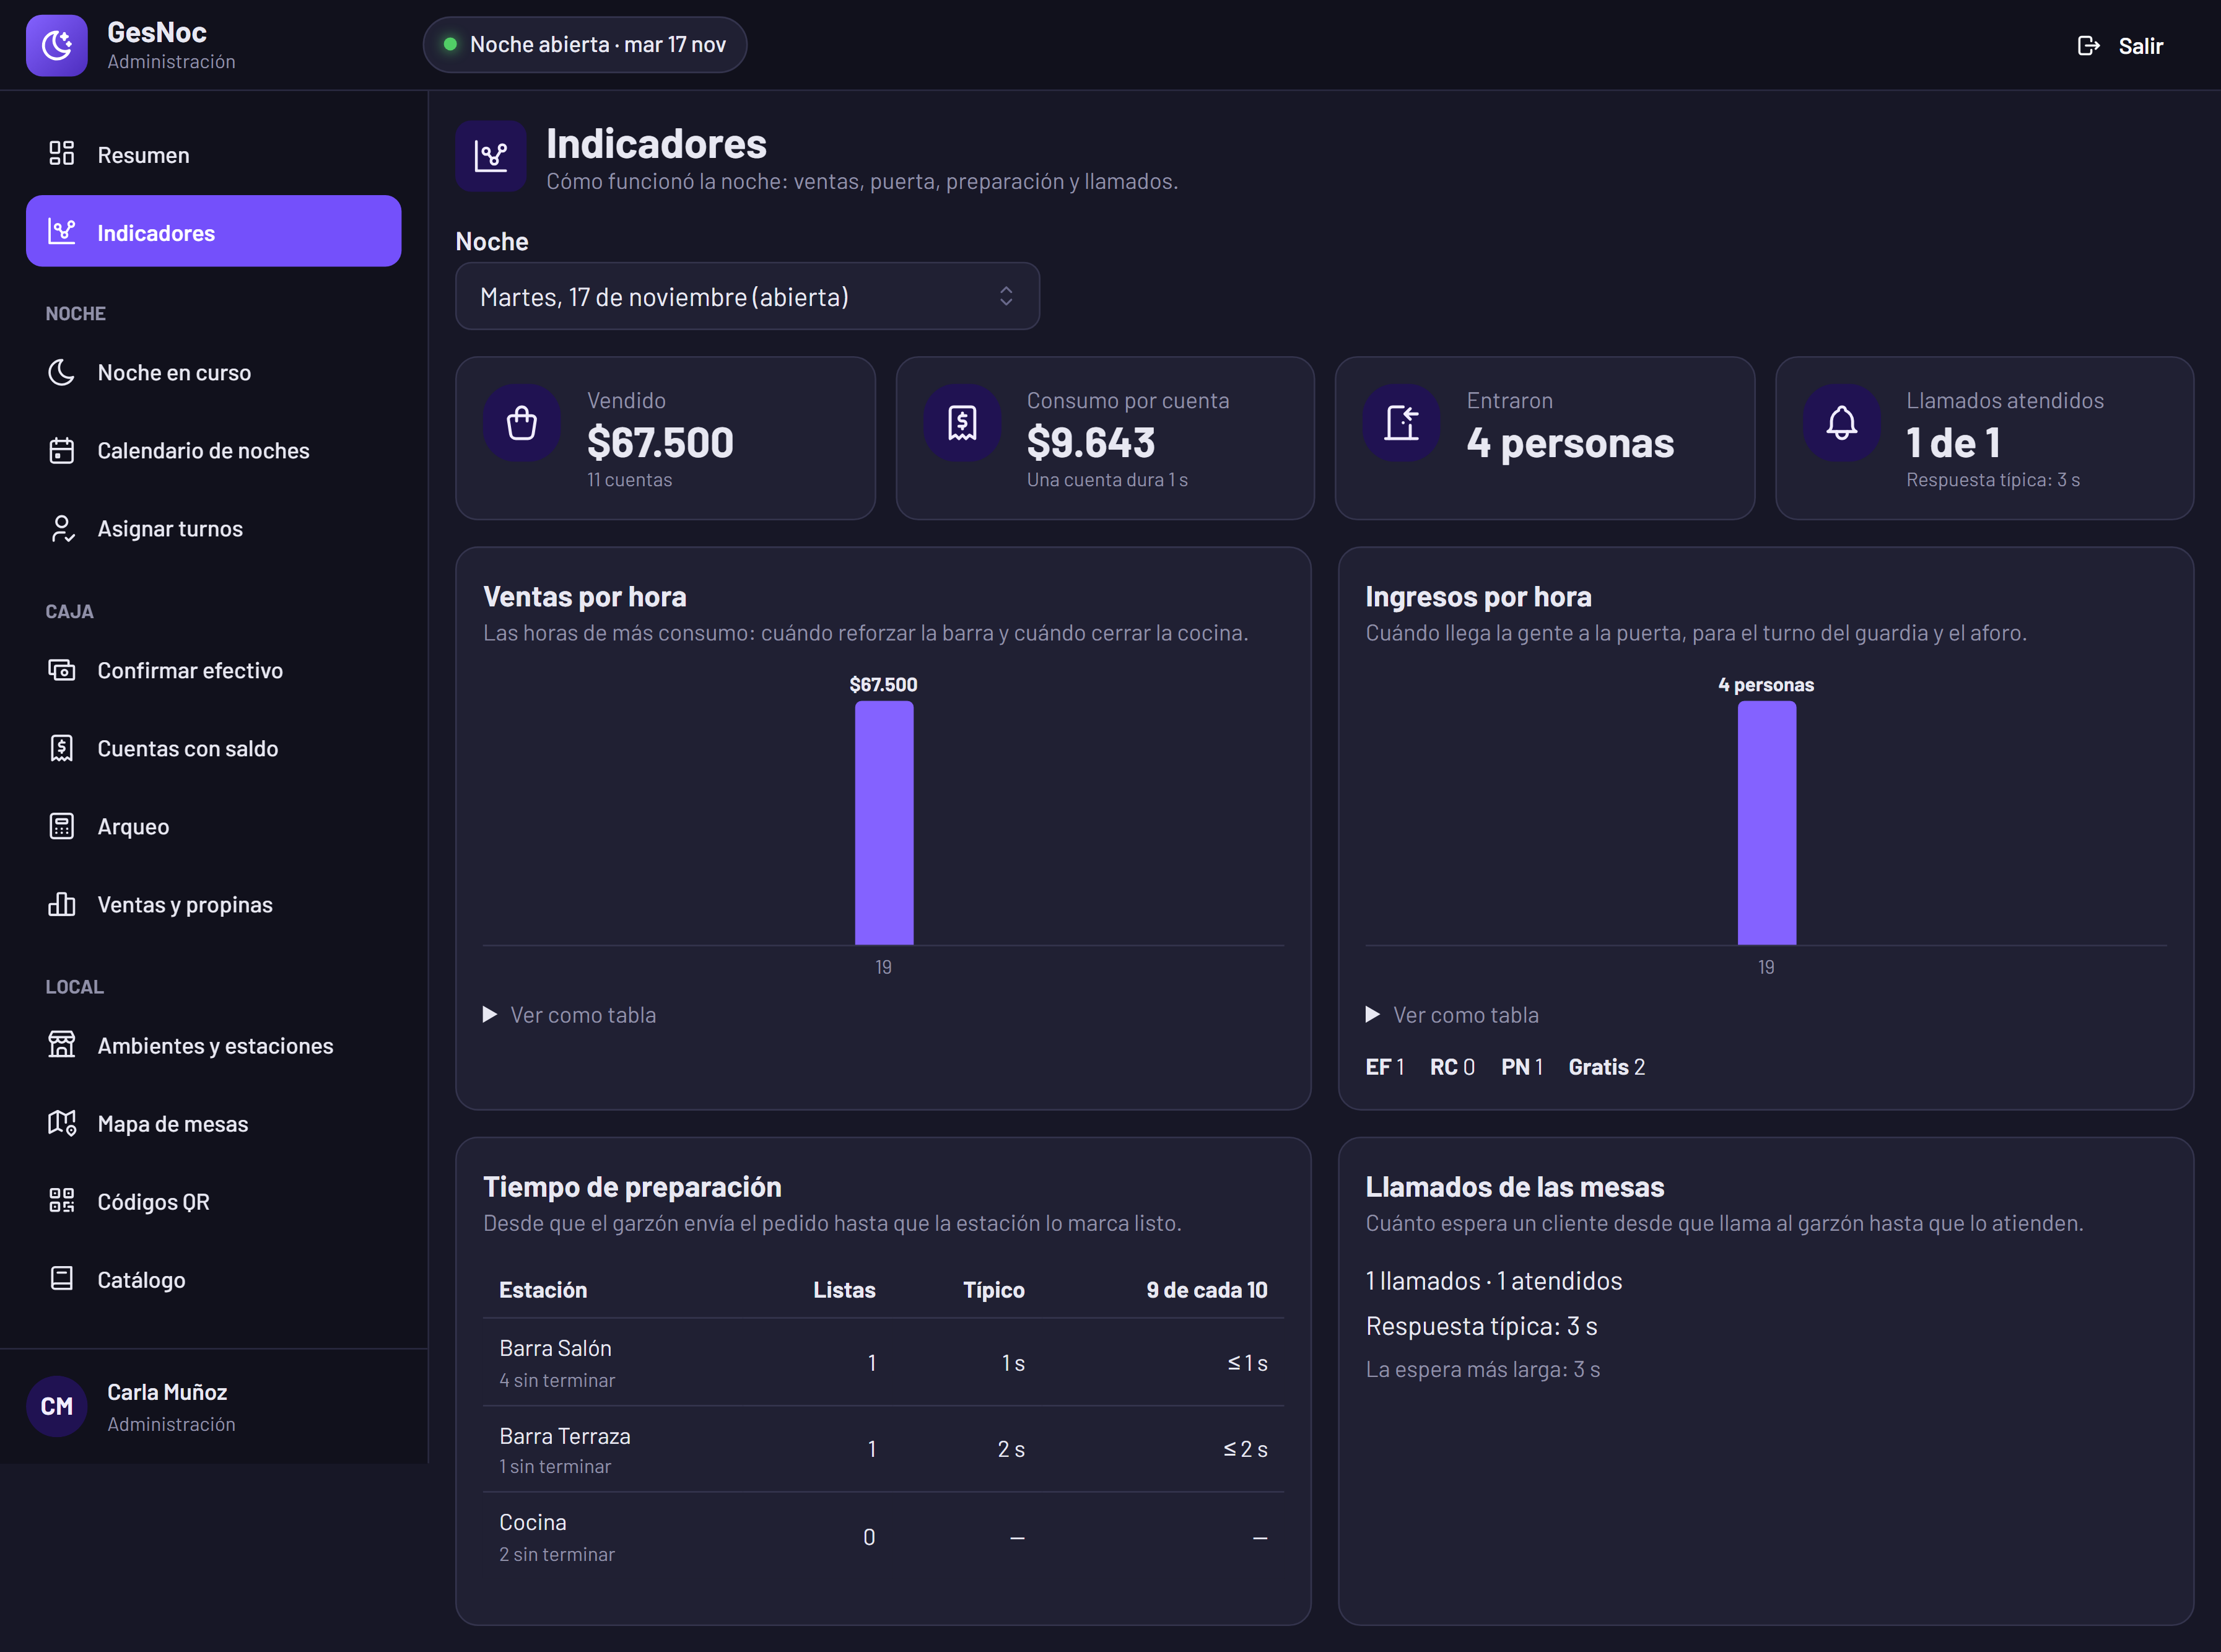 GesNoc
Administración
Noche abierta · mar 17 nov
Salir
Resumen
Indicadores
NOCHE
Noche en curso
Calendario de noches
Asignar turnos
CAJA
Confirmar efectivo
Cuentas con saldo
Arqueo
Ventas y propinas
LOCAL
Ambientes y estaciones
Mapa de mesas
Códigos QR
Catálogo
CM
Carla Muñoz
Administración
Indicadores
Cómo funcionó la noche: ventas, puerta, preparación y llamados.
Noche
Martes, 17 de noviembre (abierta)
Vendido
$67.500
11 cuentas
Consumo por cuenta
$9.643
Una cuenta dura 1 s
Entraron
4 personas
Llamados atendidos
1 de 1
Respuesta típica: 3 s
Ventas por hora
Las horas de más consumo: cuándo reforzar la barra y cuándo cerrar la cocina.
$67.500
19
Ver como tabla
Ingresos por hora
Cuándo llega la gente a la puerta, para el turno del guardia y el aforo.
4 personas
19
Ver como tabla
EF 1 RC 0 PN 1 Gratis 2
Tiempo de preparación
Desde que el garzón envía el pedido hasta que la estación lo marca listo.
Estación Listas Típico 9 de cada 10
Barra Salón 1 1 s ≤ 1 s
4 sin terminar
Barra Terraza 1 2 s ≤ 2 s
1 sin terminar
Cocina 0 — —
2 sin terminar
Llamados de las mesas
Cuánto espera un cliente desde que llama al garzón hasta que lo atienden.
1 llamados · 1 atendidos
Respuesta típica: 3 s
La espera más larga: 3 s